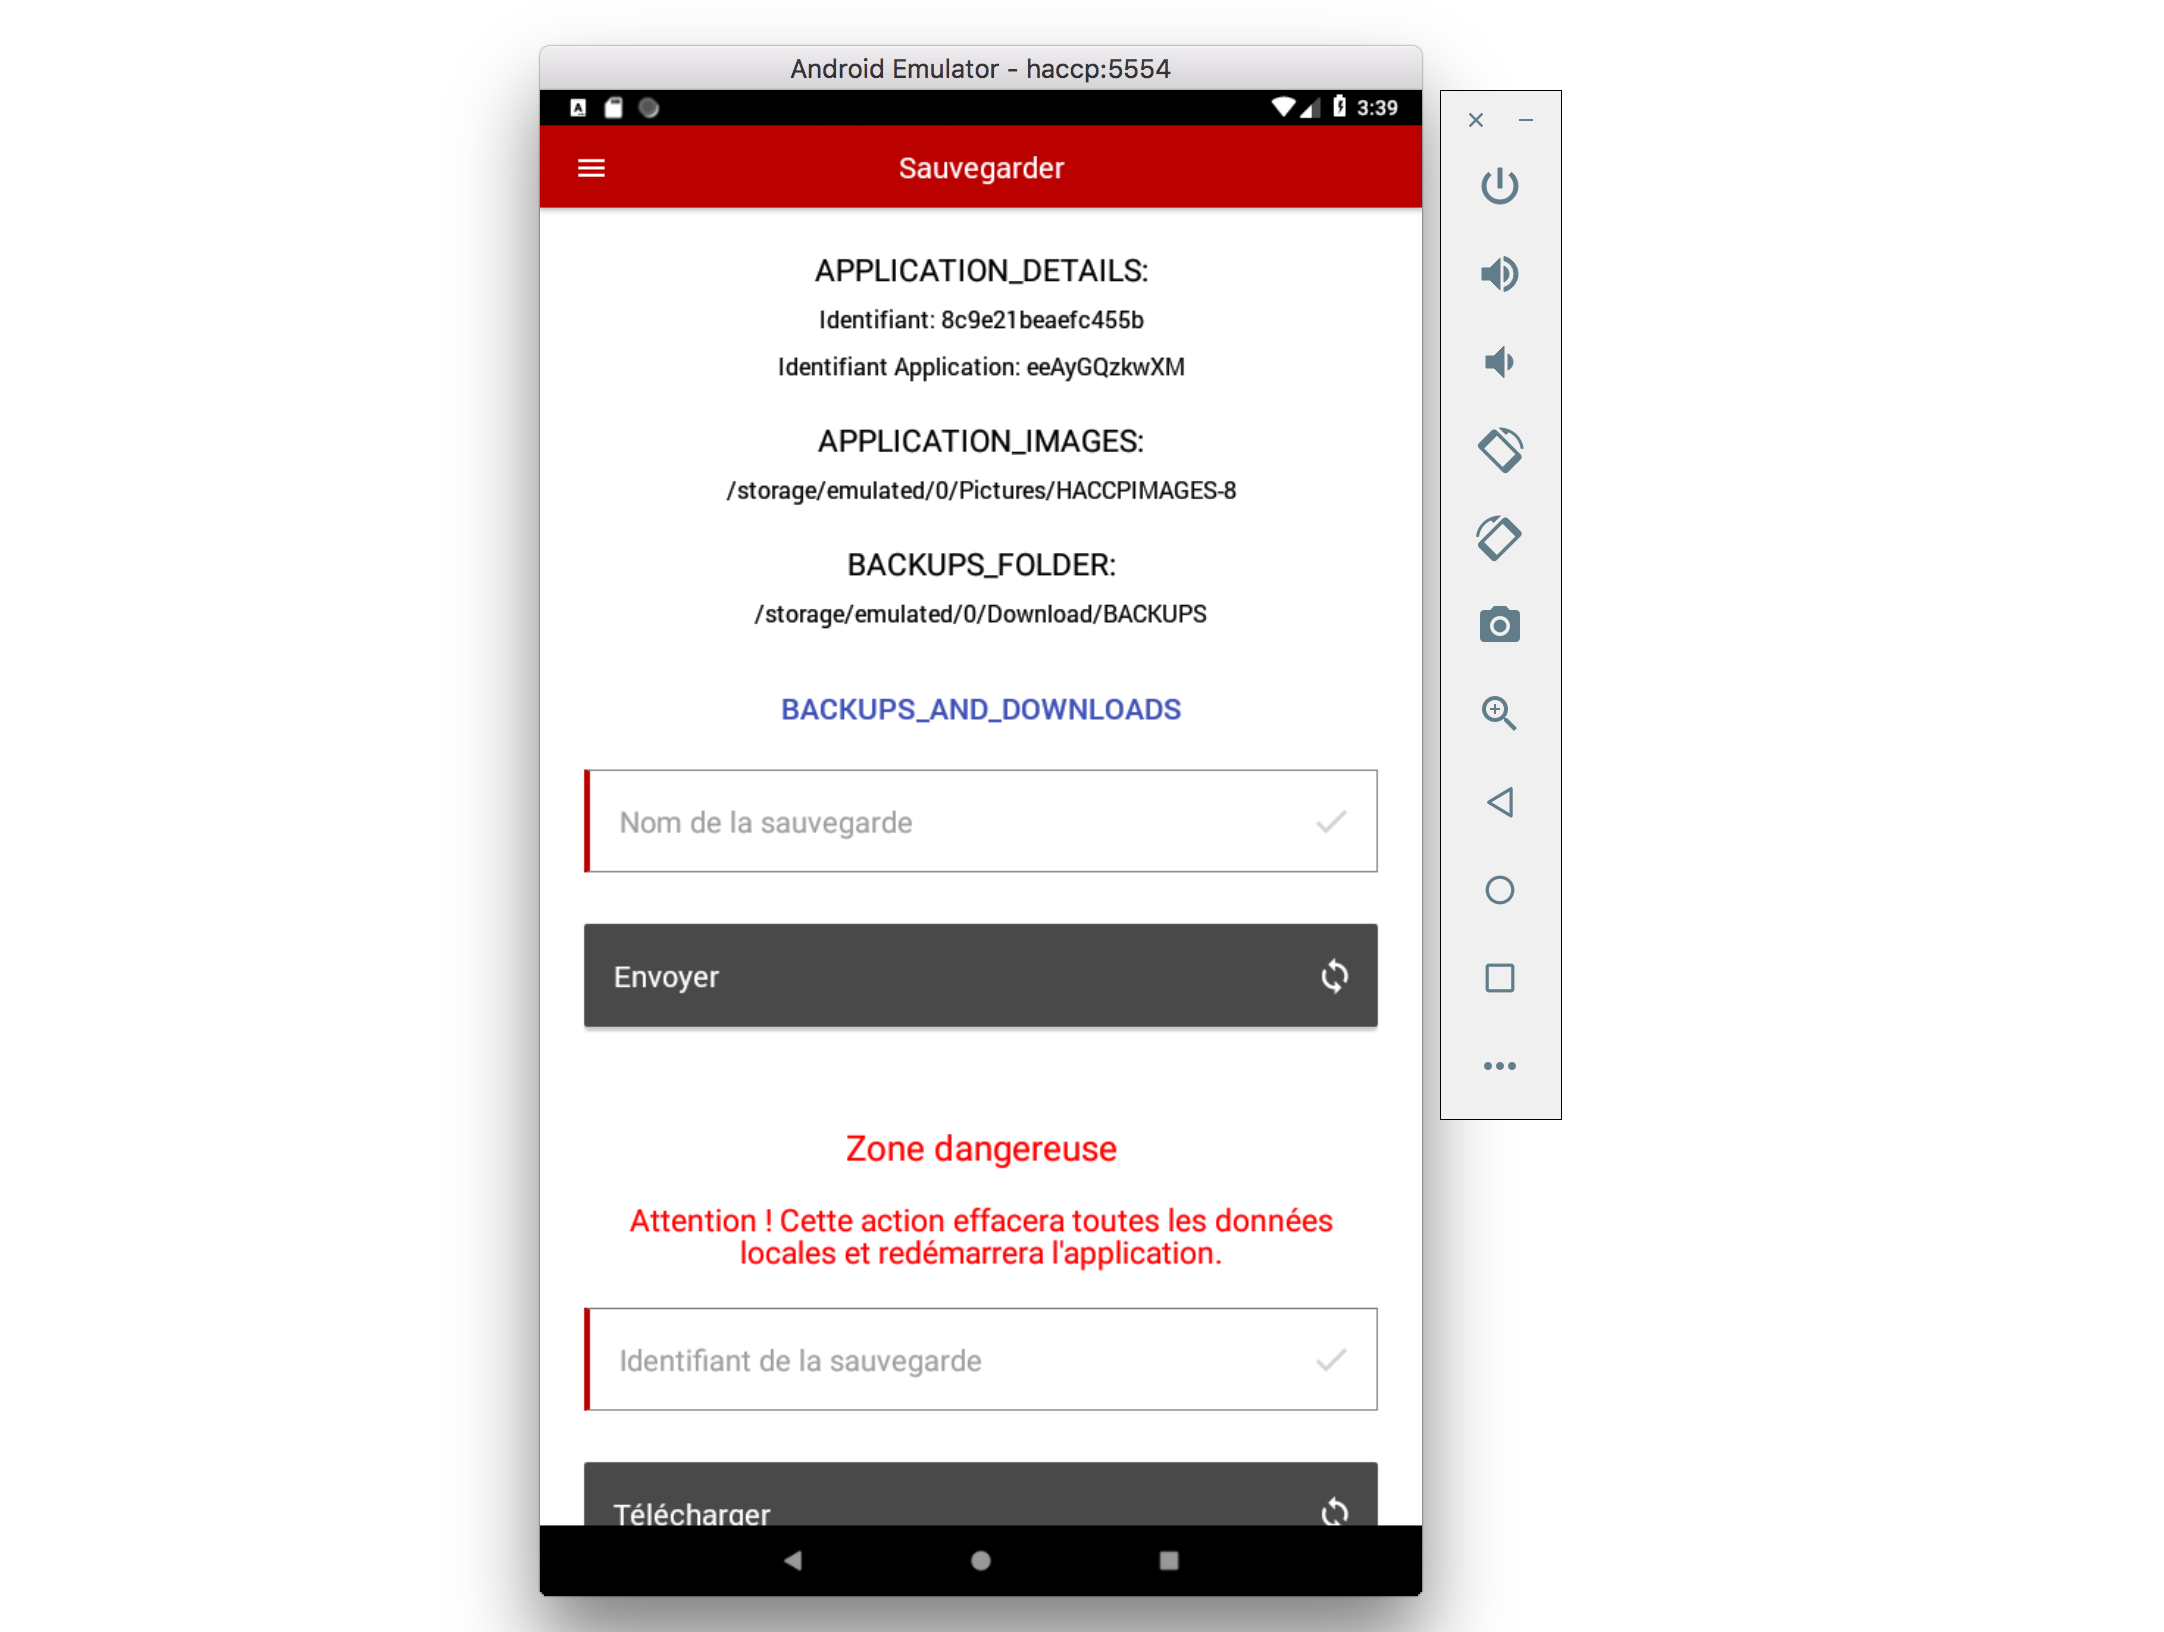 Android Emulator - haccp:5554
3:39
Sauvegarder
APPLICATION_DETAILS:
Identifiant: 8c9e21beaefc455b
Identifiant Application: eeAyGQzkwXM
APPLICATION_IMAGES:
/storage/emulated/0/Pictures/HACCPIMAGES-8
BACKUPS_FOLDER:
/storage/emulated/0/Download/BACKUPS
BACKUPS_AND_DOWNLOADS
Nom de la sauvegarde
Envoyer
Zone dangereuse
Attention ! Cette action effacera toutes les données
locales et redémarrera l'application.
Identifiant de la sauvegarde
Télécharger